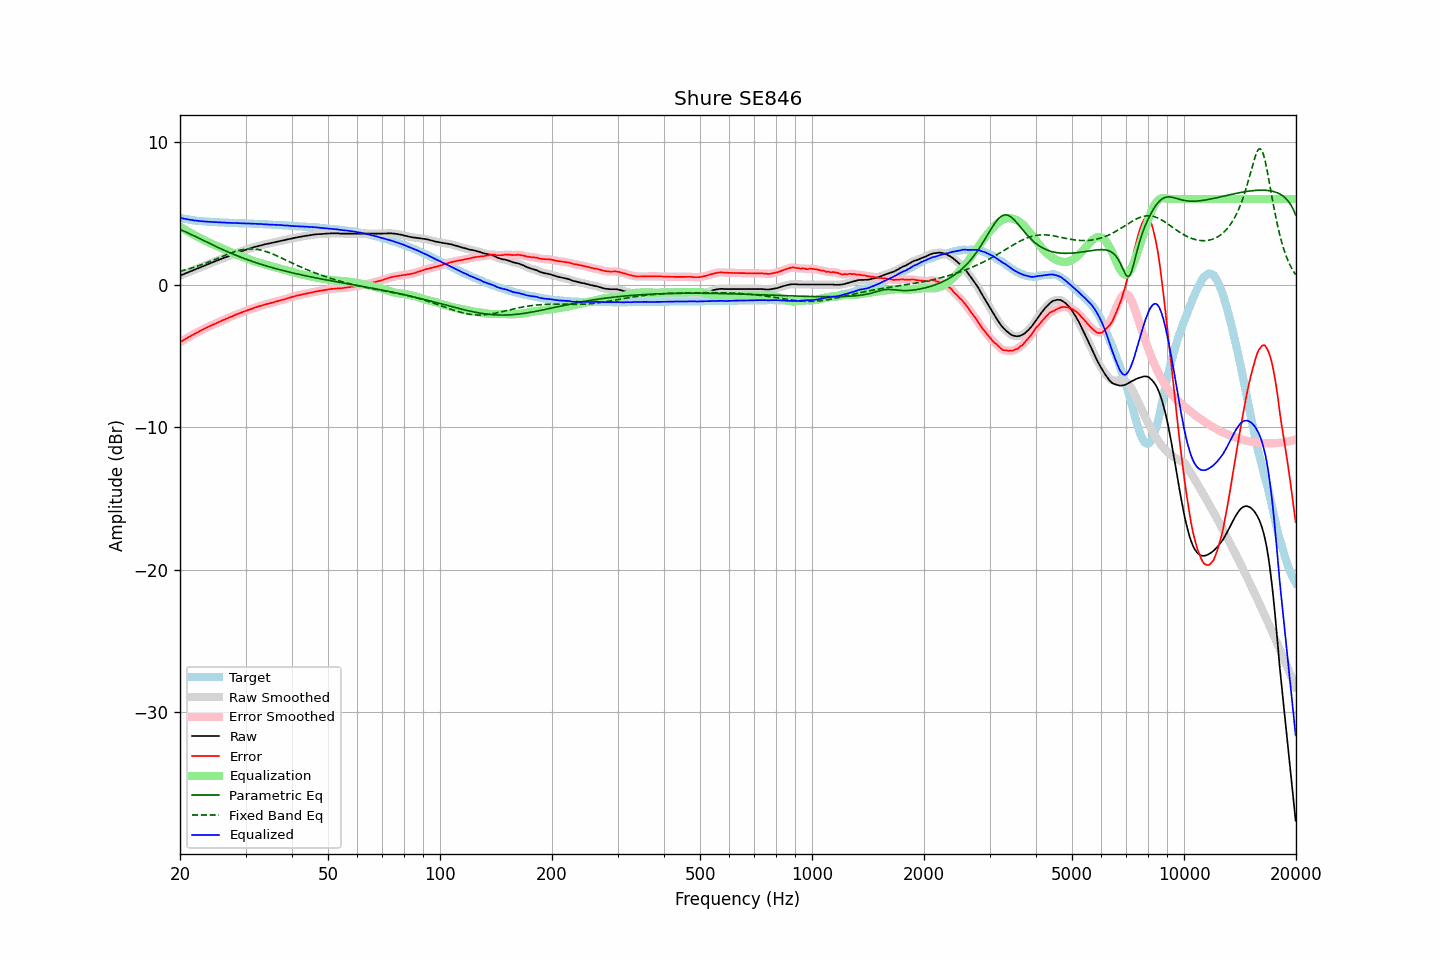 Shure SE846
10
0
−10
−20
−30
Amplitude (dBr)
20
50
100
200
500
1000
2000
5000
10000
20000
Frequency (Hz)
Target
Raw Smoothed
Error Smoothed
Raw
Error
Equalization
Parametric Eq
Fixed Band Eq
Equalized